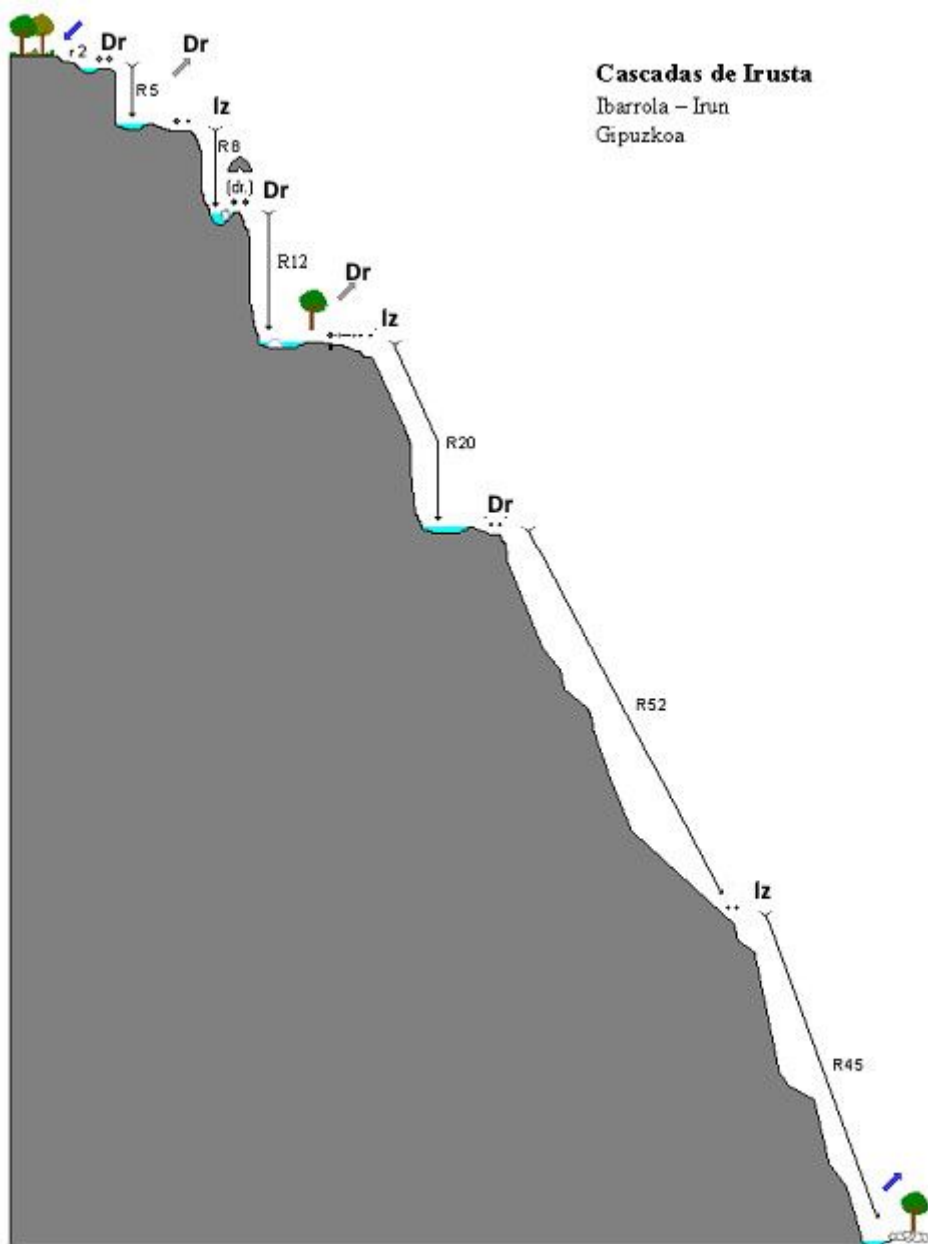 Cascadas de Irusta
Ibarrola – Irun
Gipuzkoa
r 2
Dr
R5
Dr
Iz
R8
(dr.)
Dr
R12
Dr
Iz
R20
Dr
R52
Iz
R45